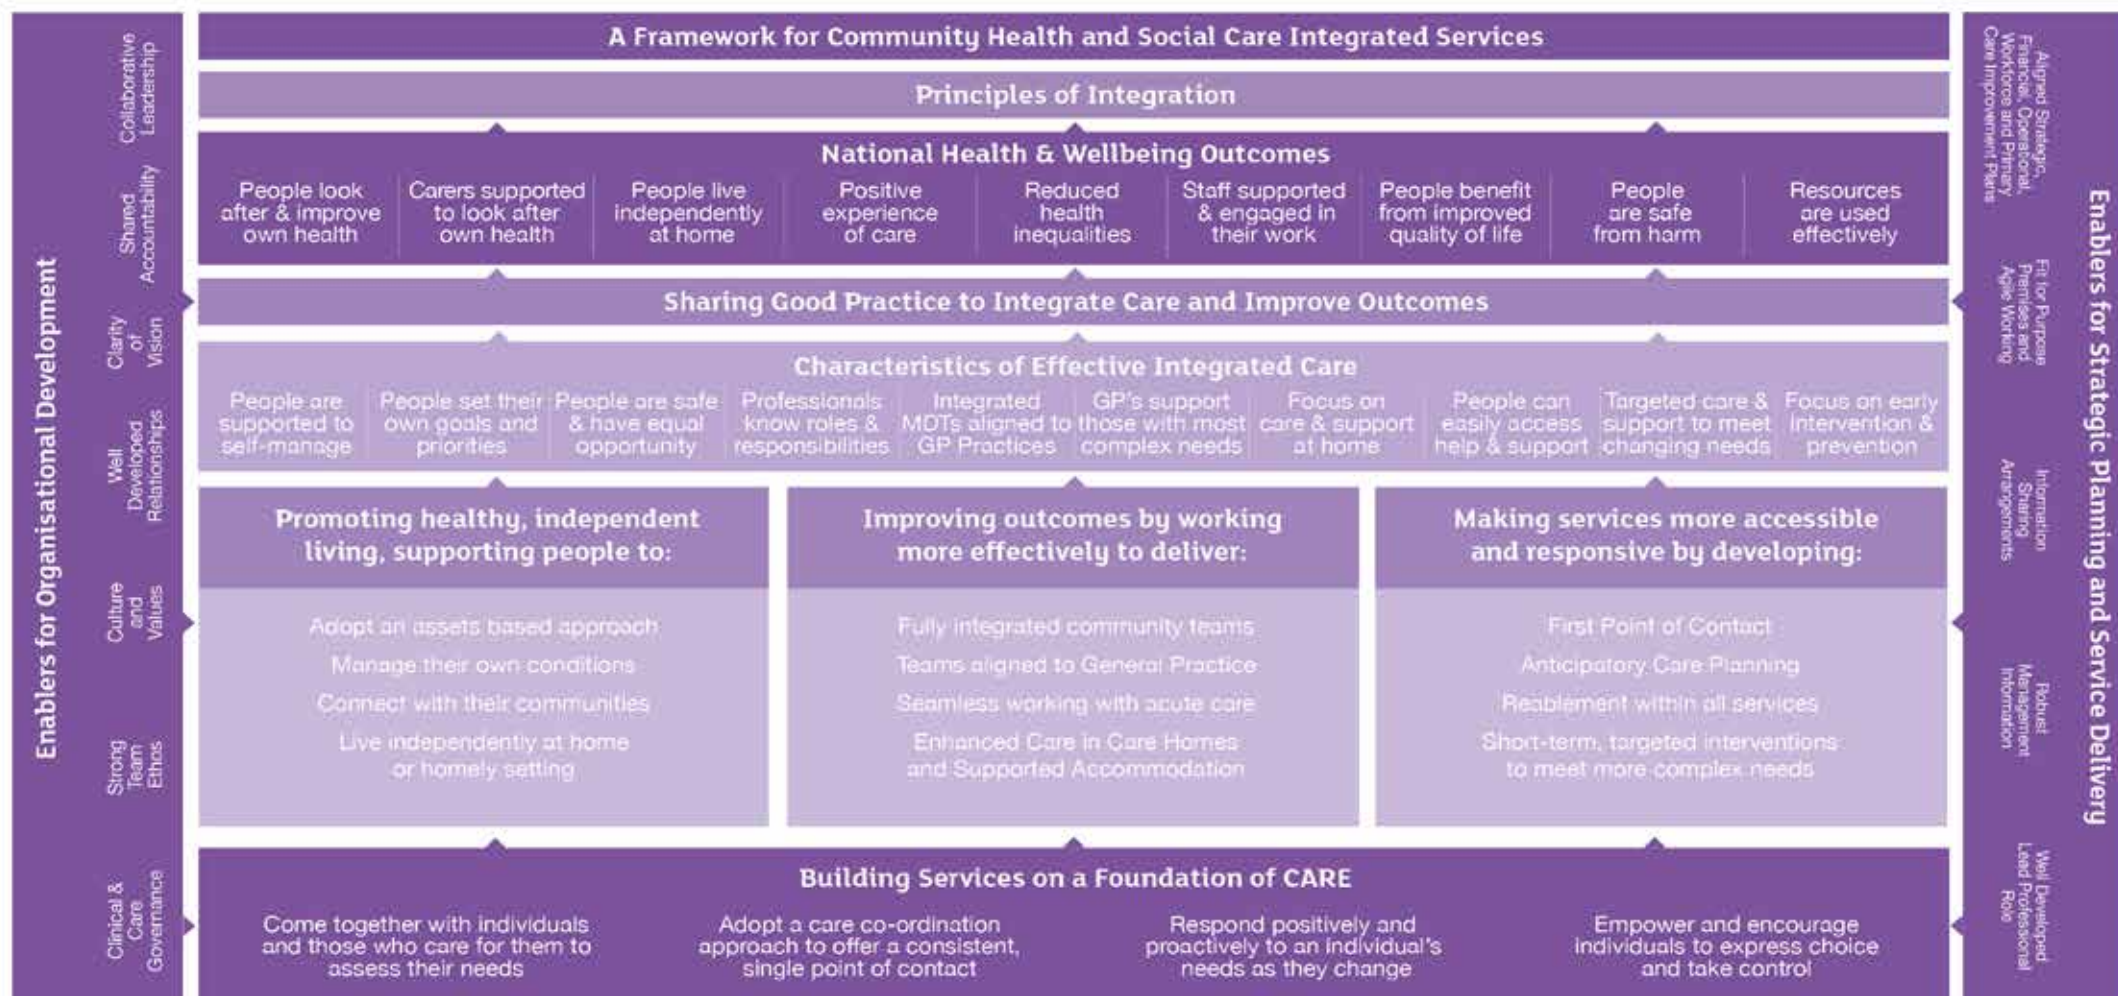 Enablers for Organisational Development
Collaborative
Leadership
Shared
Accountability
Clarity
of
Vision
Well
Developed
Relationships
Culture
and
Values
Strong
Team
Ethos
Clinical &
Care
Governance
A Framework for Community Health and Social Care Integrated Services
Principles of Integration
National Health & Wellbeing Outcomes
People look
after & improve
own health
Carers supported
to look after
own health
People live
independently
at home
Positive
experience
of care
Reduced
health
inequalities
Staff supported
& engaged in
their work
People benefit
from improved
quality of life
People
are safe
from harm
Resources
are used
effectively
Sharing Good Practice to Integrate Care and Improve Outcomes
Characteristics of Effective Integrated Care
People are
supported to
self-manage
People set their
own goals and
priorities
People are safe
& have equal
opportunity
Professionals
know roles &
responsibilities
Integrated
MDTs aligned to
GP Practices
GP's support
those with most
complex needs
Focus on
care & support
at home
People can
easily access
help & support
Targeted care &
support to meet
changing needs
Focus on early
intervention &
prevention
Promoting healthy, independent
living, supporting people to:
Adopt an assets based approach
Manage their own conditions
Connect with their communities
Live independently at home
or homely setting
Improving outcomes by working
more effectively to deliver:
Fully integrated community teams
Teams aligned to General Practice
Seamless working with acute care
Enhanced Care in Care Homes
and Supported Accommodation
Making services more accessible
and responsive by developing:
First Point of Contact
Anticipatory Care Planning
Reablement within all services
Short-term, targeted interventions
to meet more complex needs
Building Services on a Foundation of CARE
Come together with individuals
and those who care for them to
assess their needs
Adopt a care co-ordination
approach to offer a consistent,
single point of contact
Respond positively and
proactively to an individual's
needs as they change
Empower and encourage
individuals to express choice
and take control
Aligned Strategic,
Financial, Operational,
Workforce and Primary
Care Improvement Plans
Fit for Purpose
Premises and
Agile Working
Information
Sharing
Arrangements
Robust
Management
Information
Well Developed
Lead Professional
Role
Enablers for Strategic Planning and Service Delivery